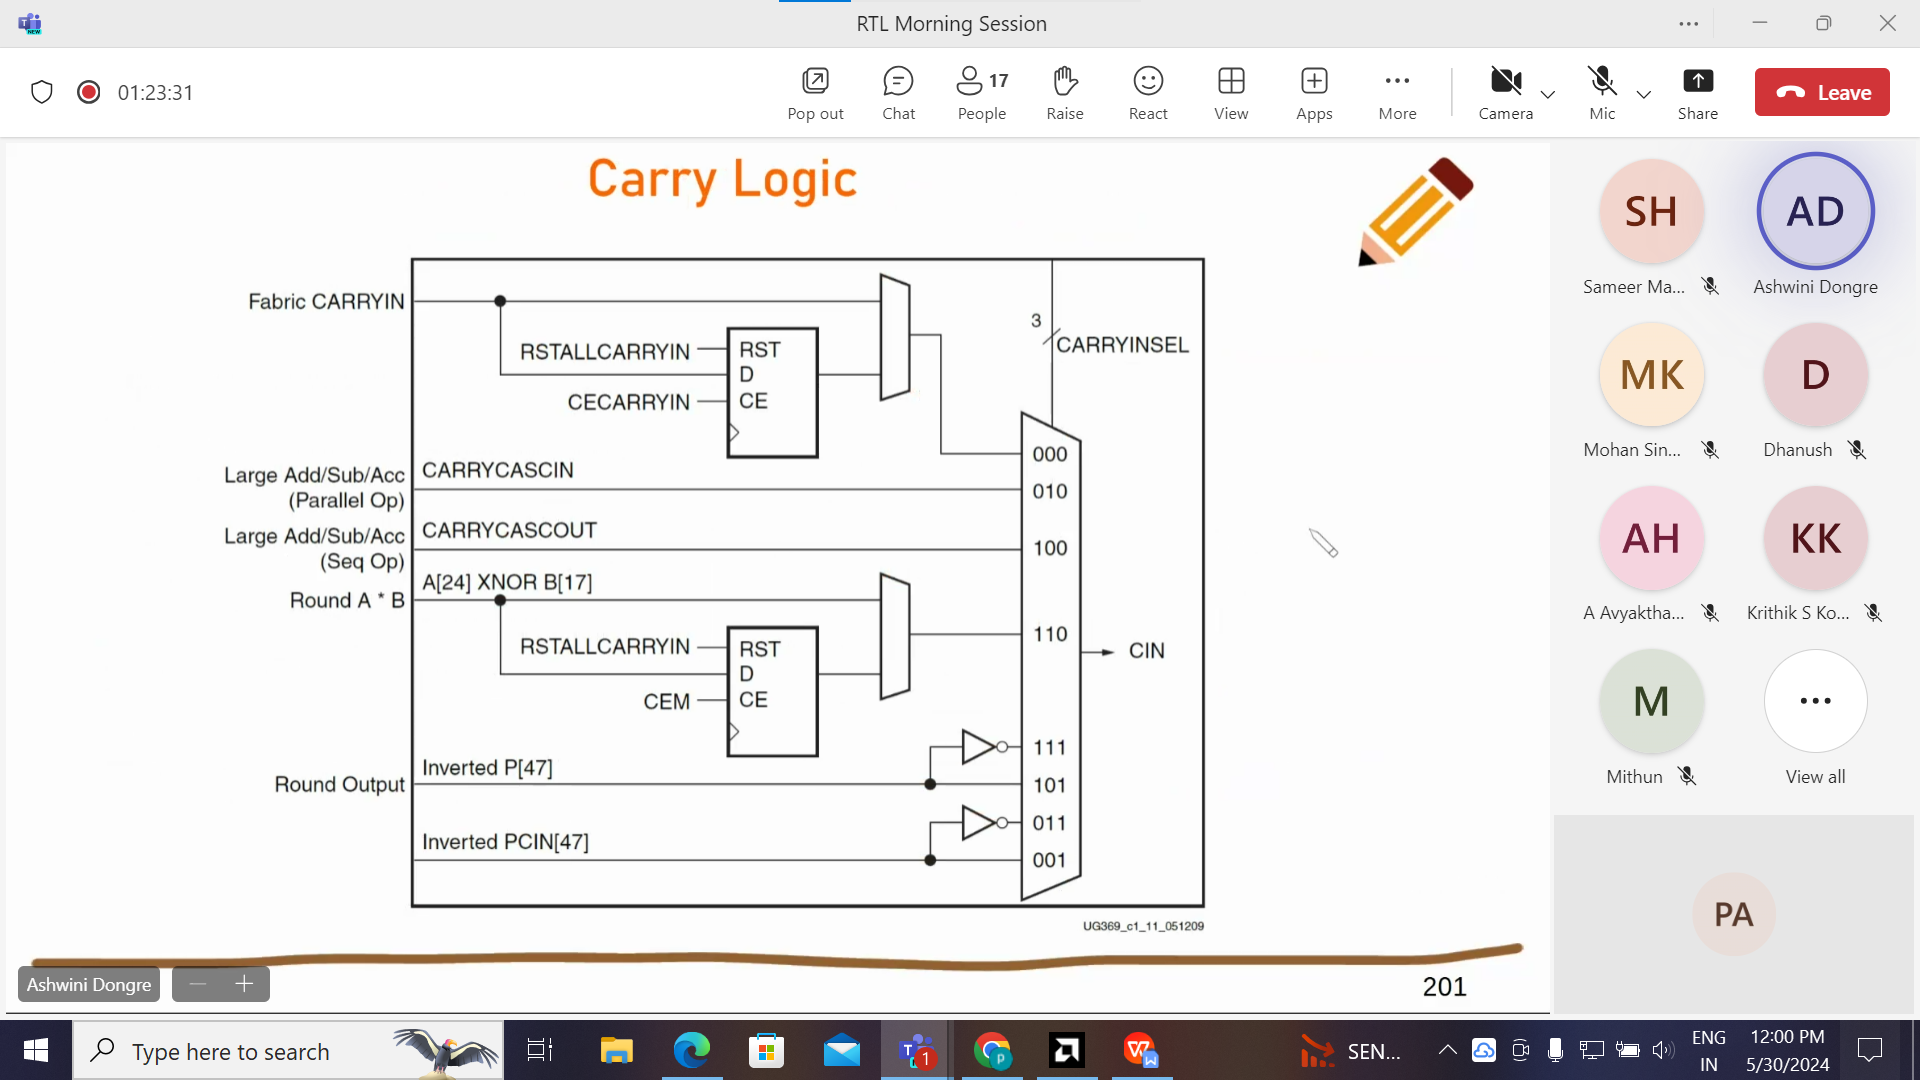 RTL Morning Session
01:23:31
Pop out
Chat
17
People
Raise
React
View
Apps
More
Camera
Mic
Share
Leave
Carry Logic
Fabric CARRYIN
RSTALLCARRYIN
RST
D
CECARRYIN
CE
3
CARRYINSEL
000
Large Add/Sub/Acc
(Parallel Op)
CARRYCASCIN
010
Large Add/Sub/Acc
(Seq Op)
CARRYCASCOUT
100
A[24] XNOR B[17]
Round A * B
RSTALLCARRYIN
RST
D
CEM
CE
110
CIN
111
Inverted P[47]
Round Output
101
011
Inverted PCIN[47]
001
UG369_c1_11_051209
Ashwini Dongre
201
SH
Sameer Ma...
AD
Ashwini Dongre
MK
Mohan Sin...
D
Dhanush
AH
A Avyaktha...
KK
Krithik S Ko...
M
Mithun
View all
PA
Type here to search
NEW
1
p
W
SEN...
ENG
IN
12:00 PM
5/30/2024